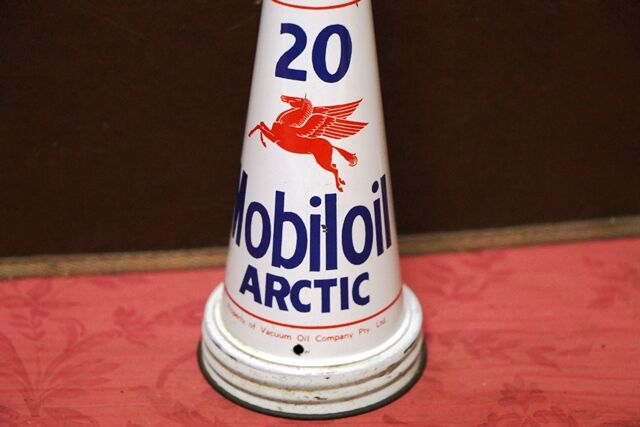 20
Mobiloil
ARCTIC
Property of Vacuum Oil Company Pty. Ltd.